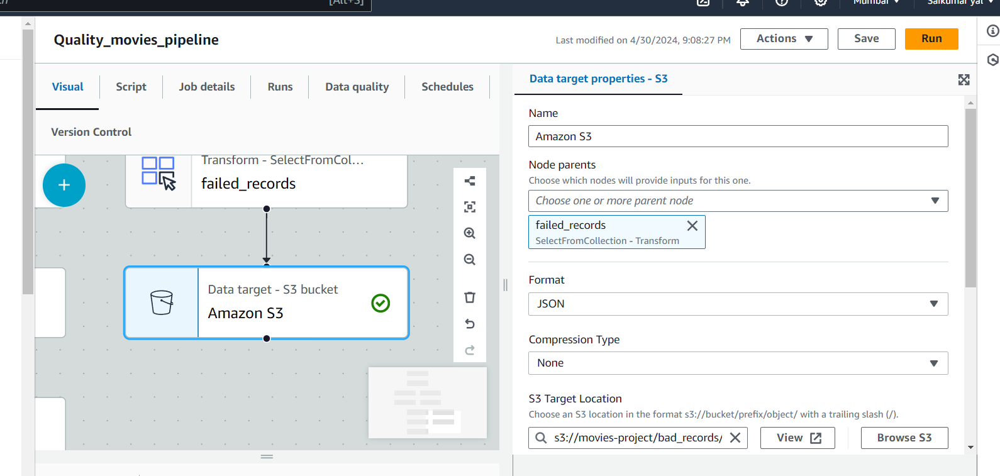 [Alt+S]
Mumbai
Saikumar yal
Quality_movies_pipeline
Last modified on 4/30/2024, 9:08:27 PM
Actions
Save
Run
Visual
Script
Job details
Runs
Data quality
Schedules
Version Control
Transform - SelectFromCol...
failed_records
Data target - S3 bucket
Amazon S3
Data target properties - S3
Name
Amazon S3
Node parents
Choose which nodes will provide inputs for this one.
Choose one or more parent node
failed_records
SelectFromCollection - Transform
Format
JSON
Compression Type
None
S3 Target Location
Choose an S3 location in the format s3://bucket/prefix/object/ with a trailing slash (/).
s3://movies-project/bad_records/
View
Browse S3